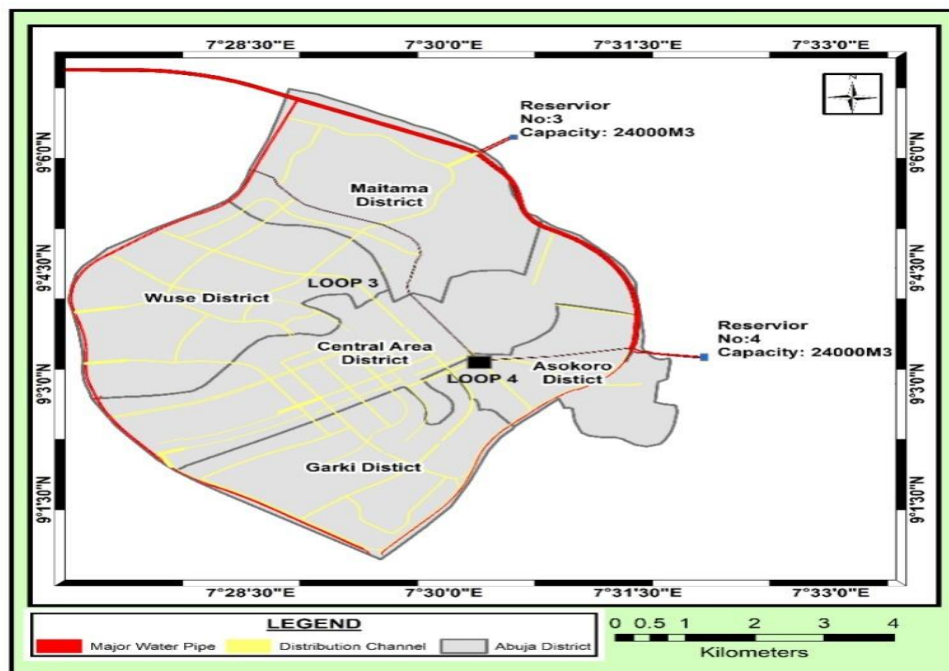 7°28'30"E 7°30'0"E 7°31'30"E 7°33'0"E
N
Reservior
No:3
Capacity: 24000M3
9°6'0"N 9°6'0"N
Maitama
District
9°4'30"N 9°4'30"N
LOOP 3
Wuse District
Reservior
No:4
Capacity: 24000M3
Central Area
District
LOOP 4
Asokoro
Distict
9°3'0"N 9°3'0"N
Garki Distict
9°1'30"N 9°1'30"N
7°28'30"E 7°30'0"E 7°31'30"E 7°33'0"E
LEGEND
Major Water Pipe Distribution Channel Abuja District
0 0.5 1 2 3 4
Kilometers